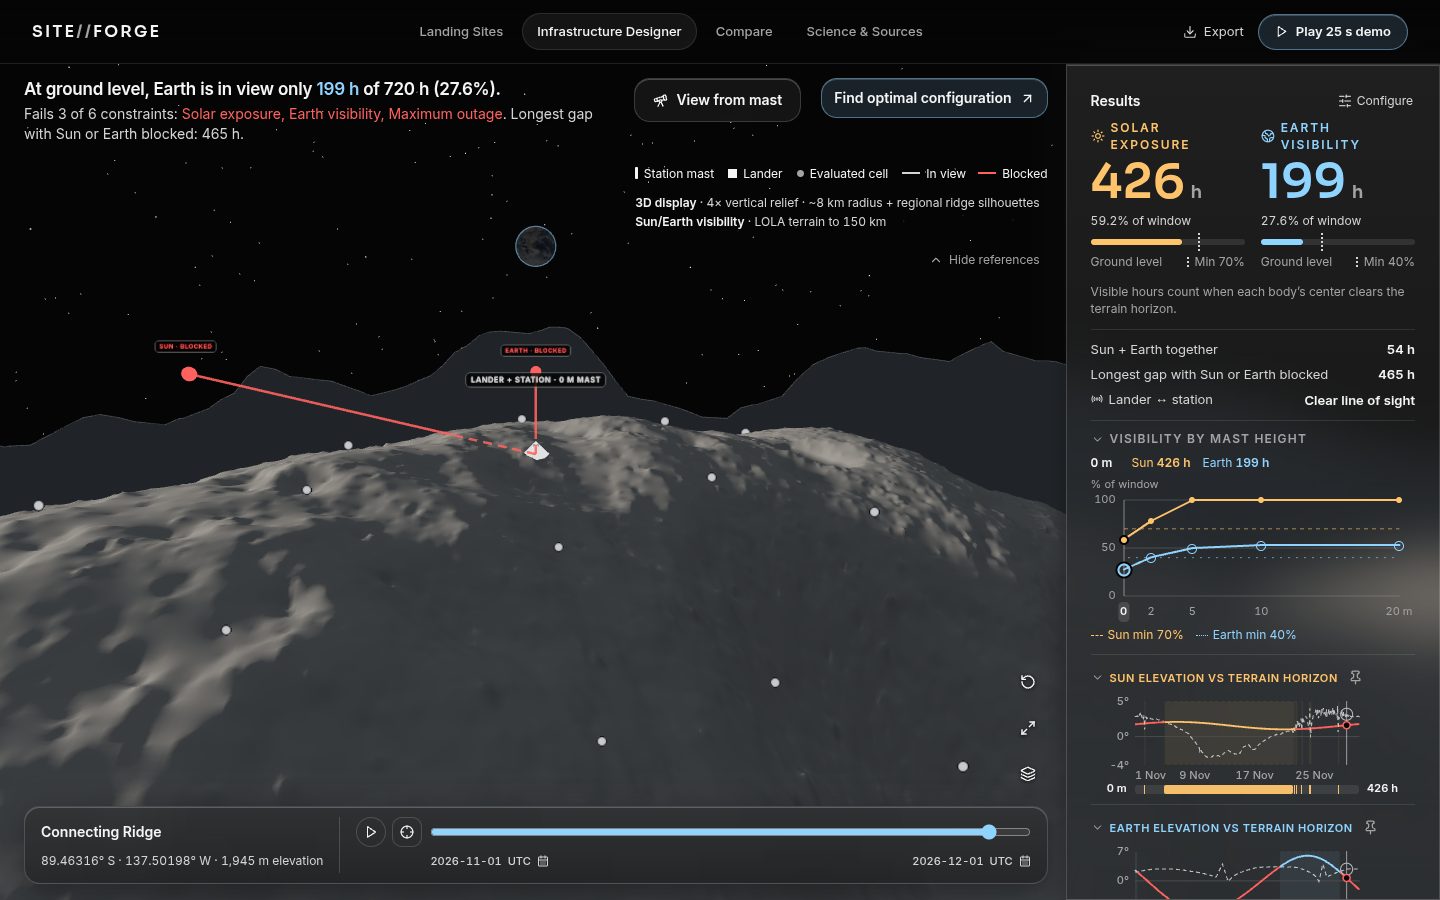 SITE//FORGE
Landing Sites
Infrastructure Designer
Compare
Science & Sources
Export
Play 25 s demo
At ground level, Earth is in view only 199 h of 720 h (27.6%).
Fails 3 of 6 constraints: Solar exposure, Earth visibility, Maximum outage. Longest gap
with Sun or Earth blocked: 465 h.
View from mast
Find optimal configuration
Station mast
Lander
Evaluated cell
In view
Blocked
3D display · 4× vertical relief · ~8 km radius + regional ridge silhouettes
Sun/Earth visibility · LOLA terrain to 150 km
Hide references
SUN · BLOCKED
EARTH · BLOCKED
LANDER + STATION · 0 M MAST
Connecting Ridge
89.46316° S · 137.50198° W · 1,945 m elevation
2026-11-01 UTC
2026-12-01 UTC
Results
Configure
SOLAR
EXPOSURE
426 h
59.2% of window
Ground level
Min 70%
EARTH
VISIBILITY
199 h
27.6% of window
Ground level
Min 40%
Visible hours count when each body's center clears the
terrain horizon.
Sun + Earth together 54 h
Longest gap with Sun or Earth blocked 465 h
Lander ↔ station Clear line of sight
VISIBILITY BY MAST HEIGHT
0 m Sun 426 h Earth 199 h
% of window
100
50
0
0 2 5 10 20 m
Sun min 70% Earth min 40%
SUN ELEVATION VS TERRAIN HORIZON
5°
0°
-4°
1 Nov 9 Nov 17 Nov 25 Nov
0 m 426 h
EARTH ELEVATION VS TERRAIN HORIZON
7°
0°